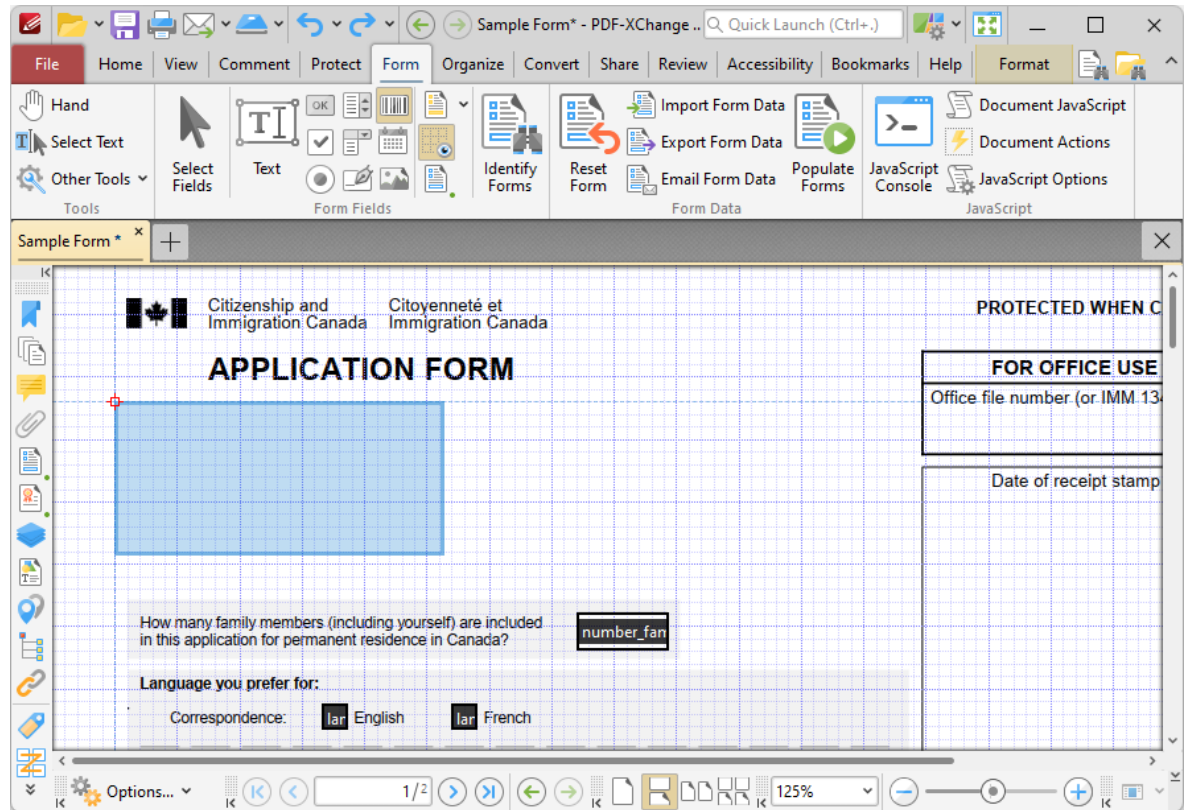 Sample Form* - PDF-XChange ..
Quick Launch (Ctrl+.)
File Home View Comment Protect Form Organize Convert Share Review Accessibility Bookmarks Help Format
Hand
Select Text
Other Tools
Tools
Select Fields
Text
OK
Form Fields
Identify Forms
Reset Form
Import Form Data
Export Form Data
Email Form Data
Populate Forms
Form Data
JavaScript Console
Document JavaScript
Document Actions
JavaScript Options
JavaScript
Sample Form *
Citizenship and Immigration Canada
Citoyenneté et Immigration Canada
PROTECTED WHEN C
APPLICATION FORM
FOR OFFICE USE
Office file number (or IMM 134
Date of receipt stamp
How many family members (including yourself) are included
in this application for permanent residence in Canada?
number_fam
Language you prefer for:
Correspondence:
lar English
lar French
Options...
1/2
125%